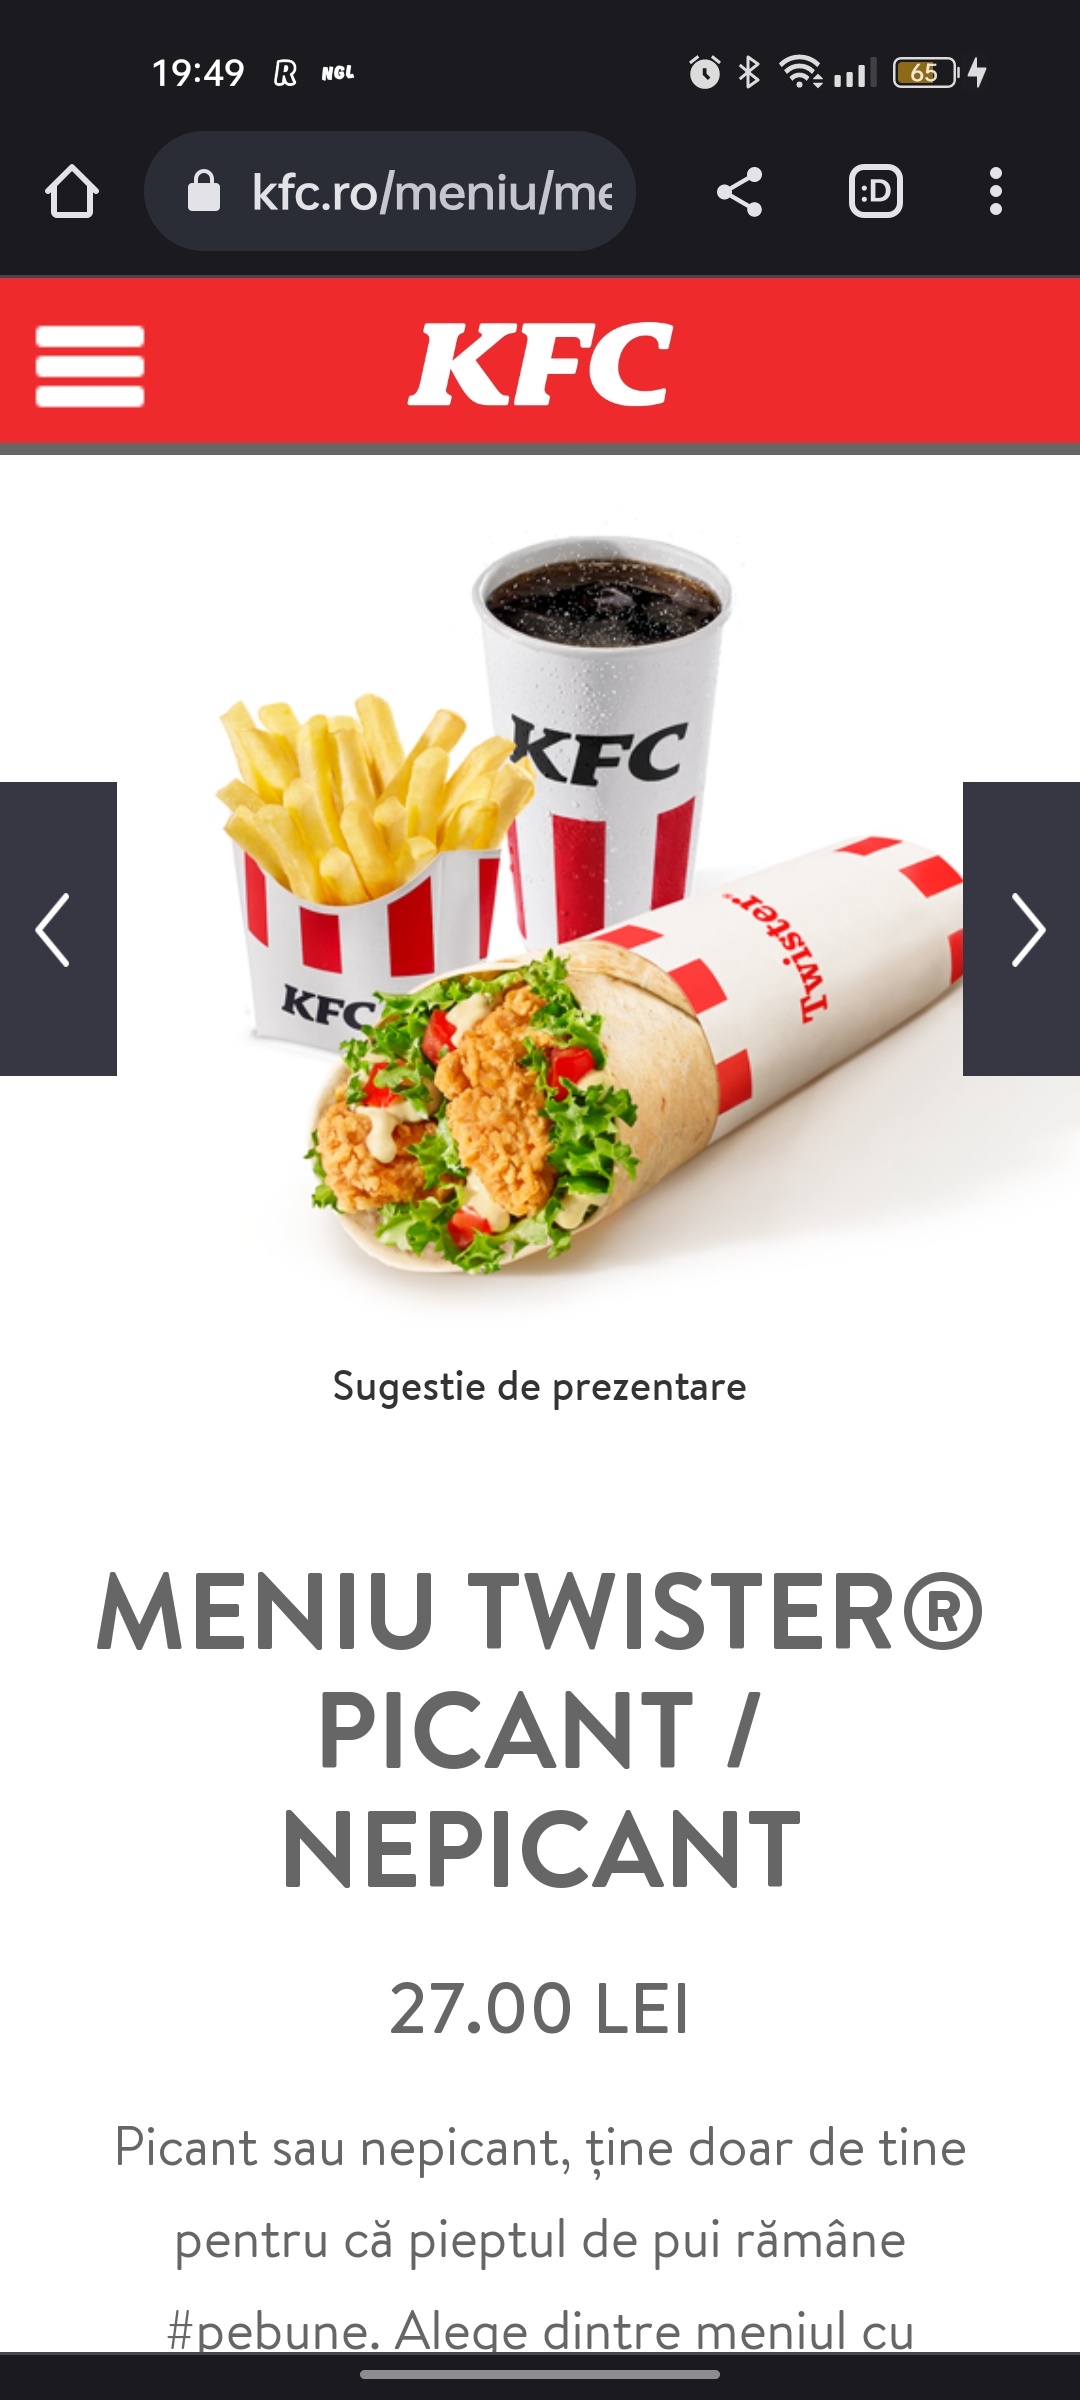 19:49 R NGL 65
kfc.ro/meniu/me
:D
KFC
KFC
KFC
Twister®
Sugestie de prezentare
MENIU TWISTER®
PICANT /
NEPICANT
27.00 LEI
Picant sau nepicant, ține doar de tine
pentru că pieptul de pui rămâne
#pebune. Alege dintre meniul cu